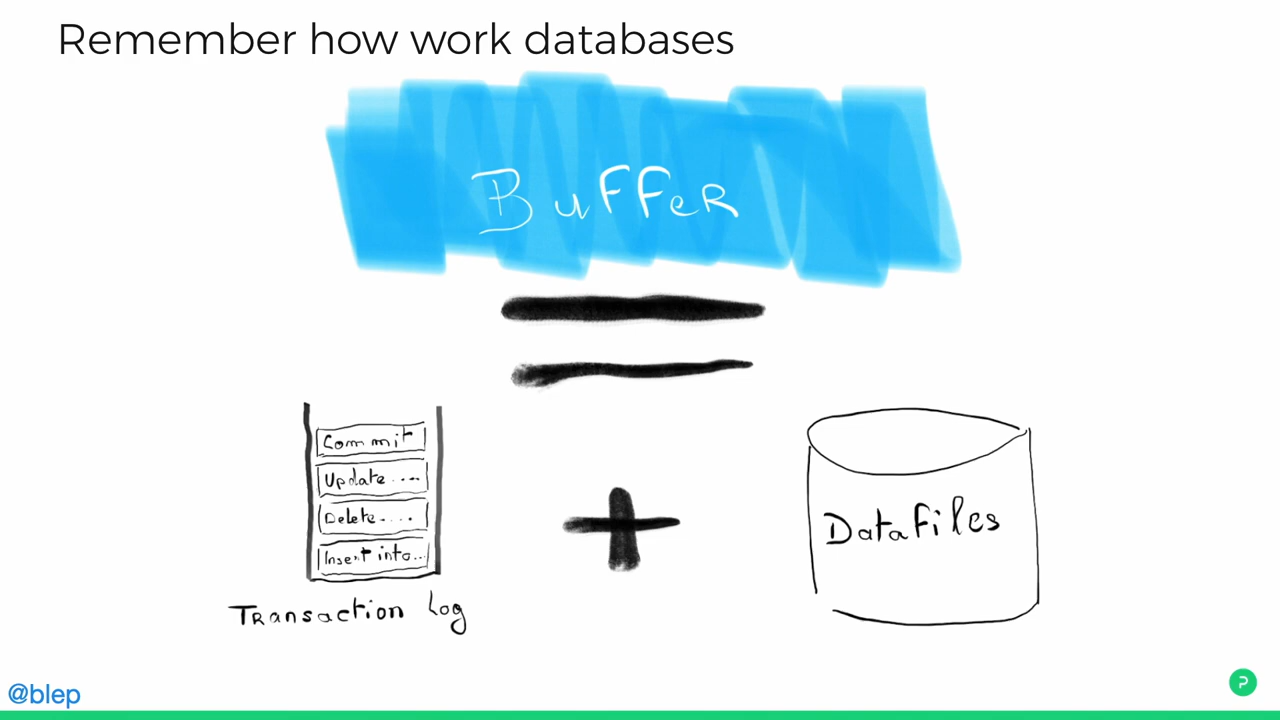 Remember how work databases
BuFFeR
Commit
Update....
Delete.....
Insert into...
TRansaction Log
DataFiles
@blep